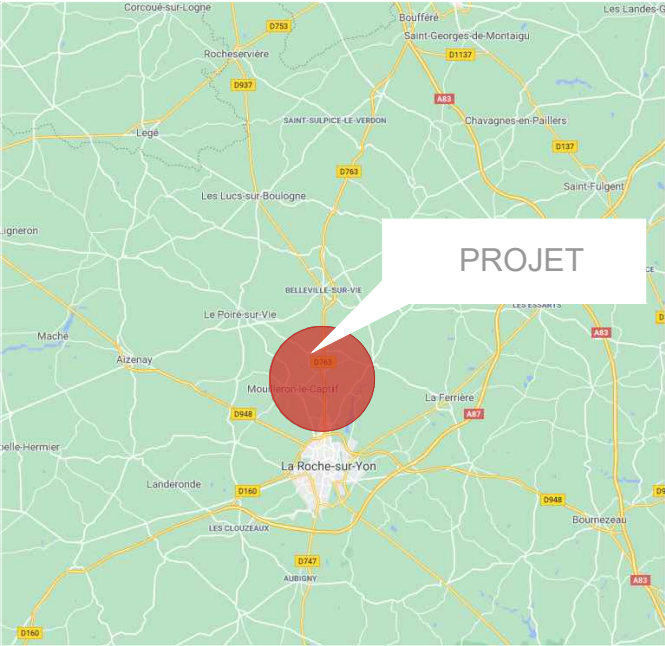 Corcoué-sur-Logne
Les Landes-G
Boufféré
D753
Saint-Georges-de-Montaigu
Rocheservière
D1137
D937
A83
SAINT-SULPICE-LE-VERDON
Chavagnes-en-Paillers
Legé
D137
D763
Saint-Fulgent
Les Lucs-sur-Boulogne
Ligneron
PROJET
CE
BELLEVILLE-SUR-VIE
LES ESSARTS
Le Poiré-sur-Vie
D
A83
Maché
Aizenay
D763
Mouilleron-le-Captif
La Ferrière
D948
A87
pelle-Hermier
La Roche-sur-Yon
Landeronde
D160
D9
D948
Bournezeau
LES CLOUZEAUX
D747
AUBIGNY
A83
D160